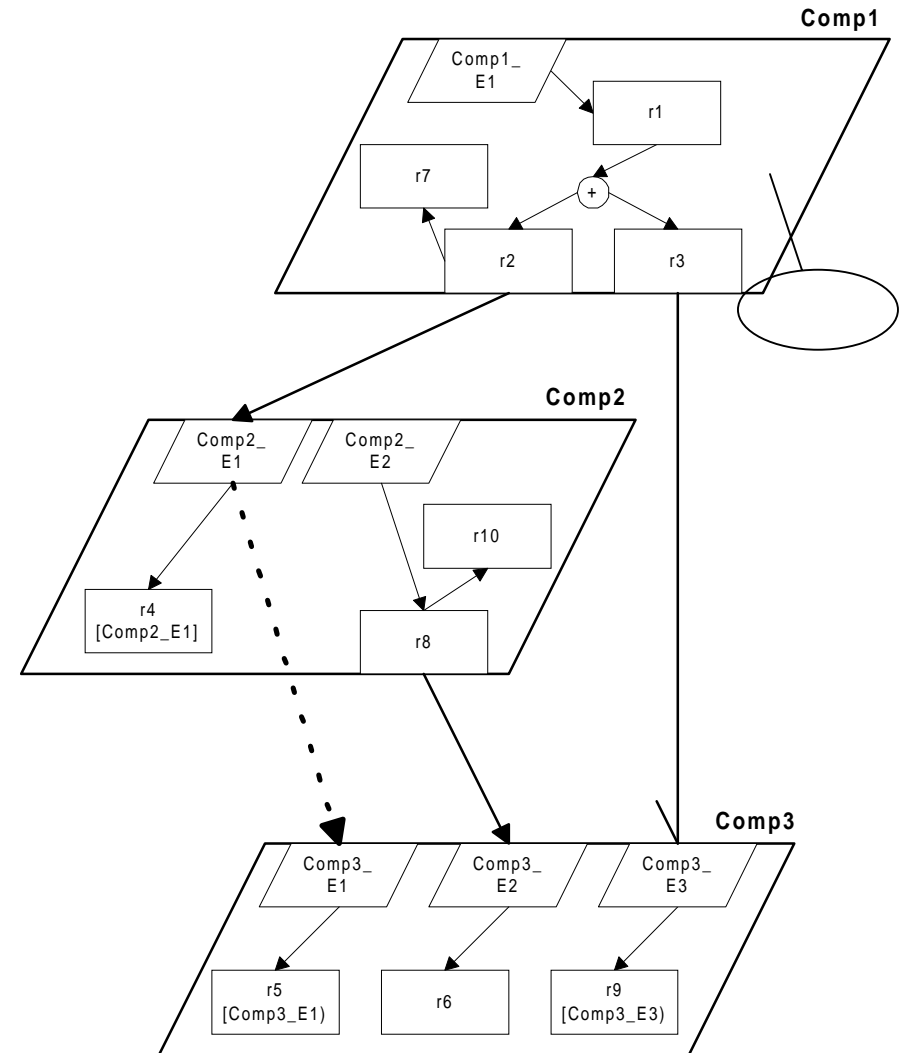 Comp1
Comp1_
E1
r1
r7
+
r2
r3
Comp2
Comp2_
E1
Comp2_
E2
r10
r4
[Comp2_E1]
r8
Comp3
Comp3_
E1
Comp3_
E2
Comp3_
E3
r5
[Comp3_E1)
r6
r9
[Comp3_E3)